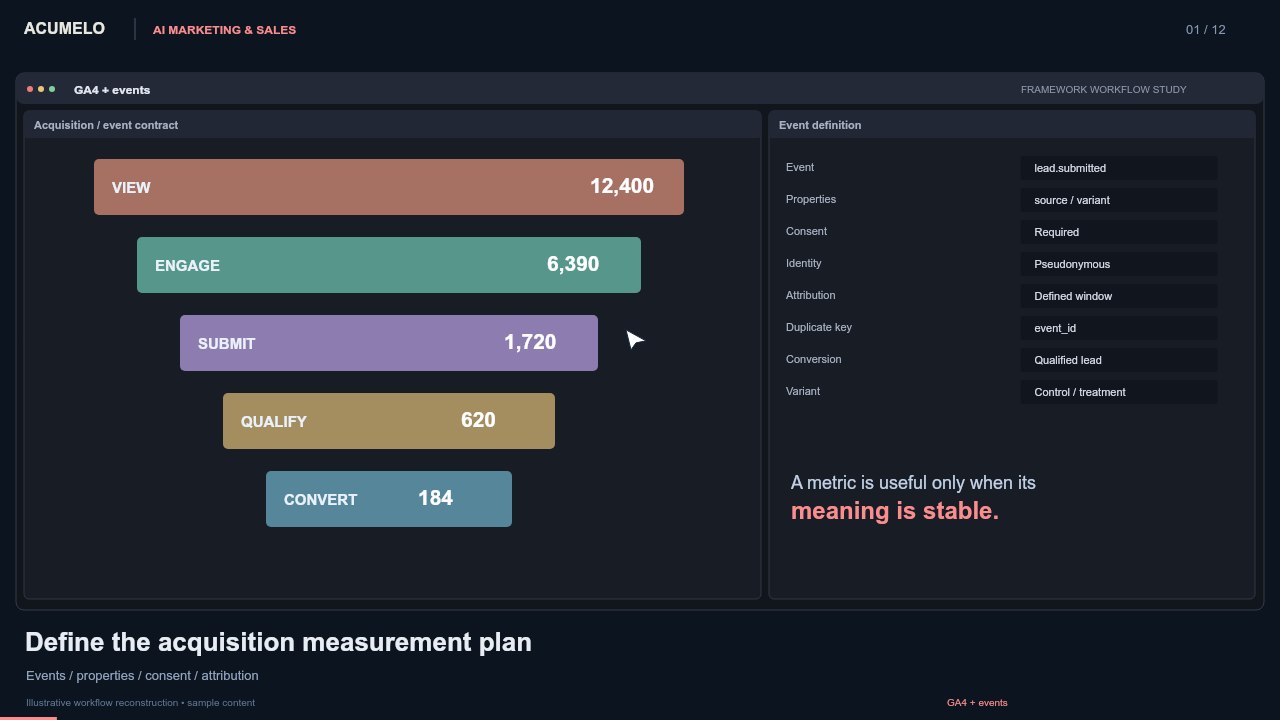 ACUMELO
AI MARKETING & SALES
01 / 12
GA4 + events
FRAMEWORK WORKFLOW STUDY
Acquisition / event contract
VIEW 12,400
ENGAGE 6,390
SUBMIT 1,720
QUALIFY 620
CONVERT 184
Event definition
Event lead.submitted
Properties source / variant
Consent Required
Identity Pseudonymous
Attribution Defined window
Duplicate key event_id
Conversion Qualified lead
Variant Control / treatment
A metric is useful only when its
meaning is stable.
Define the acquisition measurement plan
Events / properties / consent / attribution
Illustrative workflow reconstruction • sample content
GA4 + events